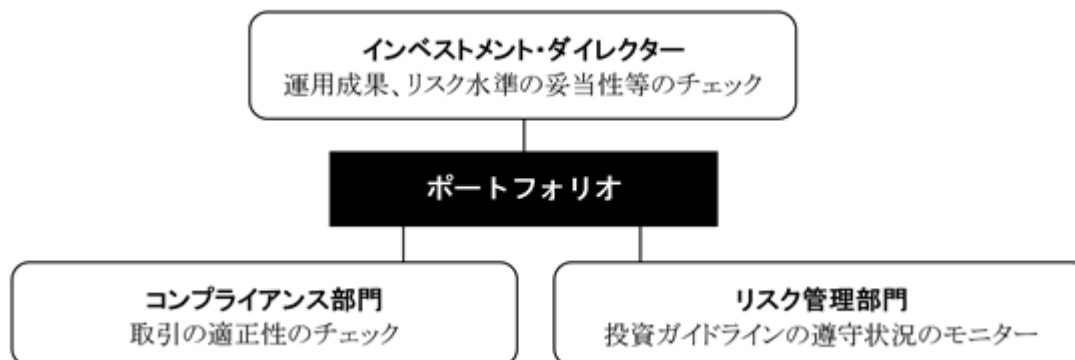 インベストメント・ダイレクター
運用成果、リスク水準の妥当性等のチェック
ポートフォリオ
コンプライアンス部門
取引の適正性のチェック
リスク管理部門
投資ガイドラインの遵守状況のモニター